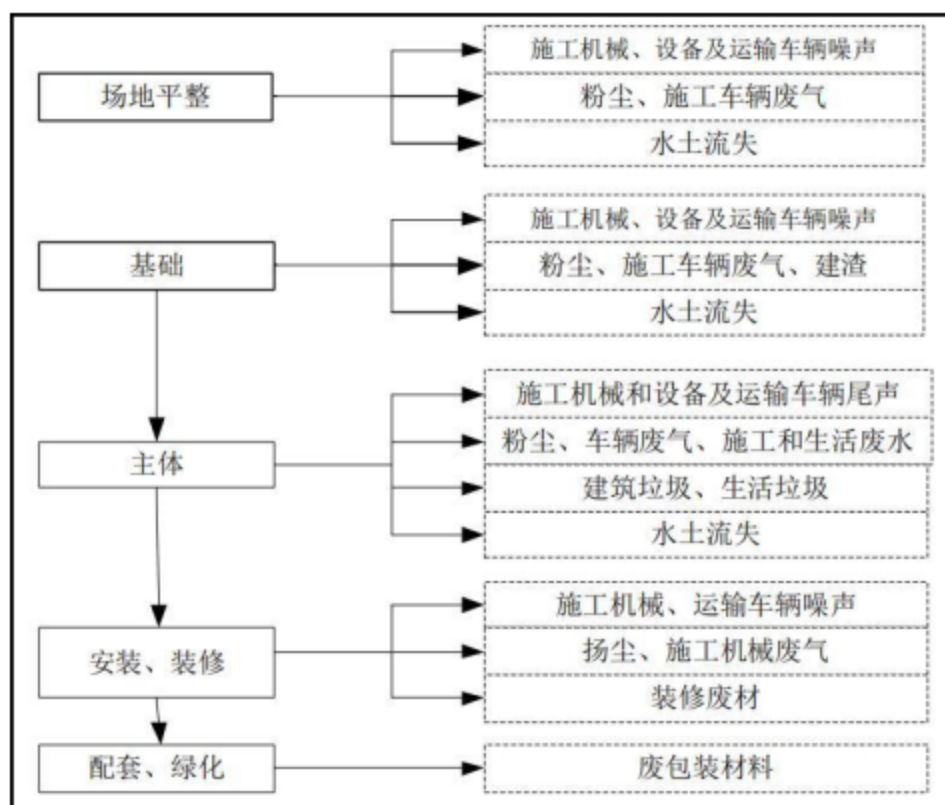 场地平整
施工机械、设备及运输车辆噪声
粉尘、施工车辆废气
水土流失
基础
施工机械、设备及运输车辆噪声
粉尘、施工车辆废气、建渣
水土流失
主体
施工机械和设备及运输车辆尾声
粉尘、车辆废气、施工和生活废水
建筑垃圾、生活垃圾
水土流失
安装、装修
施工机械、运输车辆噪声
扬尘、施工机械废气
装修废材
配套、绿化
废包装材料